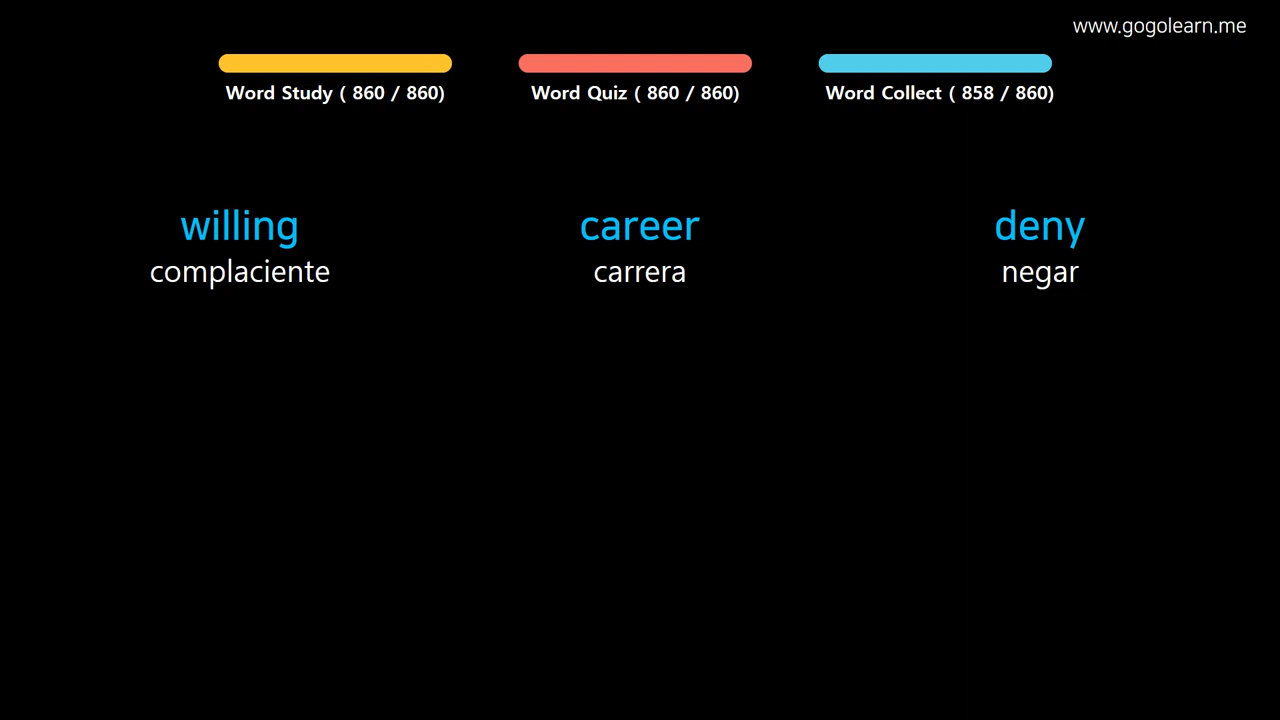 www.gogolearn.me
Word Study ( 860 / 860)
Word Quiz ( 860 / 860)
Word Collect ( 858 / 860)
willing
complaciente
career
carrera
deny
negar